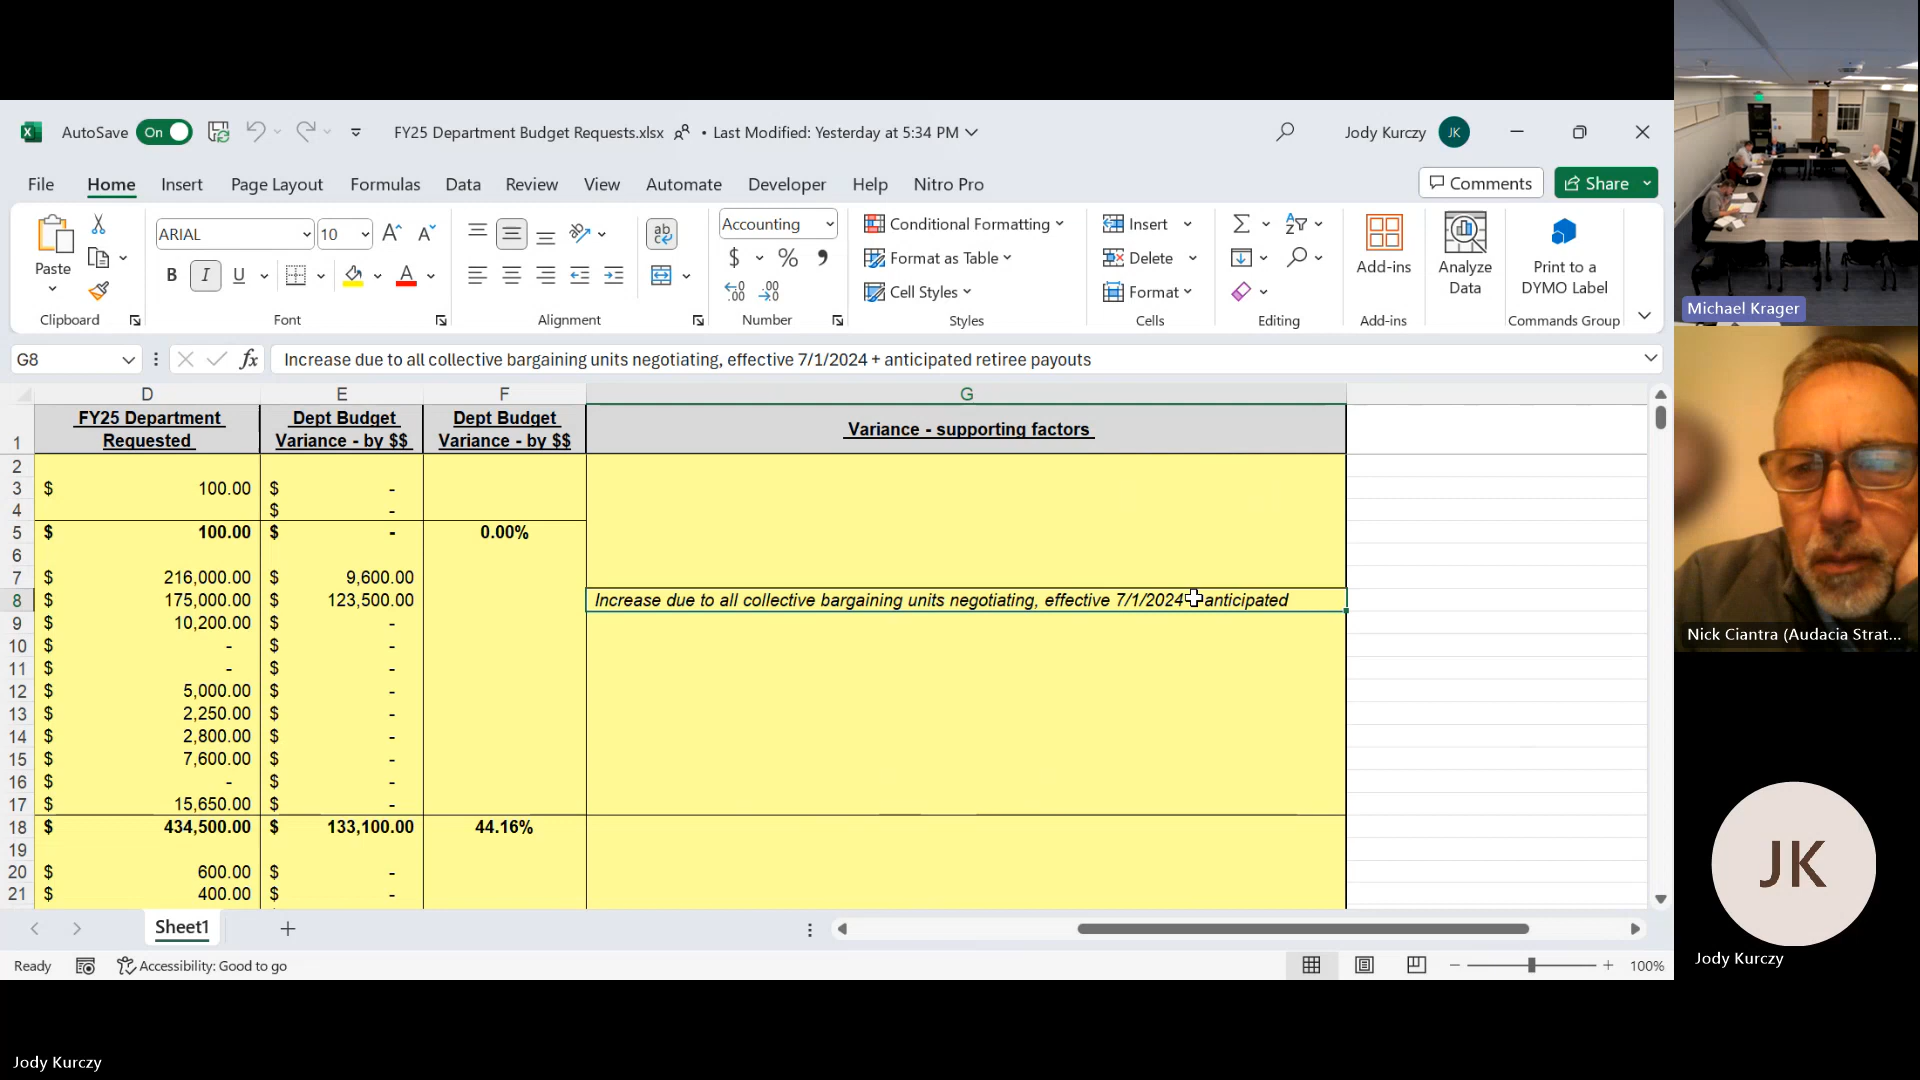 AutoSave On FY25 Department Budget Requests.xlsx • Last Modified: Yesterday at 5:34 PM Jody Kurczy JK
File Home Insert Page Layout Formulas Data Review View Automate Developer Help Nitro Pro Comments Share
Paste ARIAL 10 A A ab Accounting Conditional Formatting Insert
B I U A $ % , Format as Table Delete Add-ins Analyze Data Print to a DYMO Label
.00 .00 Cell Styles Format
Clipboard Font Alignment Number Styles Cells Editing Add-ins Commands Group
G8 fx Increase due to all collective bargaining units negotiating, effective 7/1/2024 + anticipated retiree payouts
D E F G
1 FY25 Department Requested Dept Budget Variance - by $$ Dept Budget Variance - by $$ Variance - supporting factors
2
3 $ 100.00 $ -
4 $ -
5 $ 100.00 $ - 0.00%
6
7 $ 216,000.00 $ 9,600.00
8 $ 175,000.00 $ 123,500.00 Increase due to all collective bargaining units negotiating, effective 7/1/2024 anticipated
9 $ 10,200.00 $ -
10 $ - $ -
11 $ - $ -
12 $ 5,000.00 $ -
13 $ 2,250.00 $ -
14 $ 2,800.00 $ -
15 $ 7,600.00 $ -
16 $ - $ -
17 $ 15,650.00 $ -
18 $ 434,500.00 $ 133,100.00 44.16%
19
20 $ 600.00 $ -
21 $ 400.00 $ -
Sheet1
Ready Accessibility: Good to go 100%
Jody Kurczy
Michael Krager
Nick Ciantra (Audacia Strat...
JK
Jody Kurczy